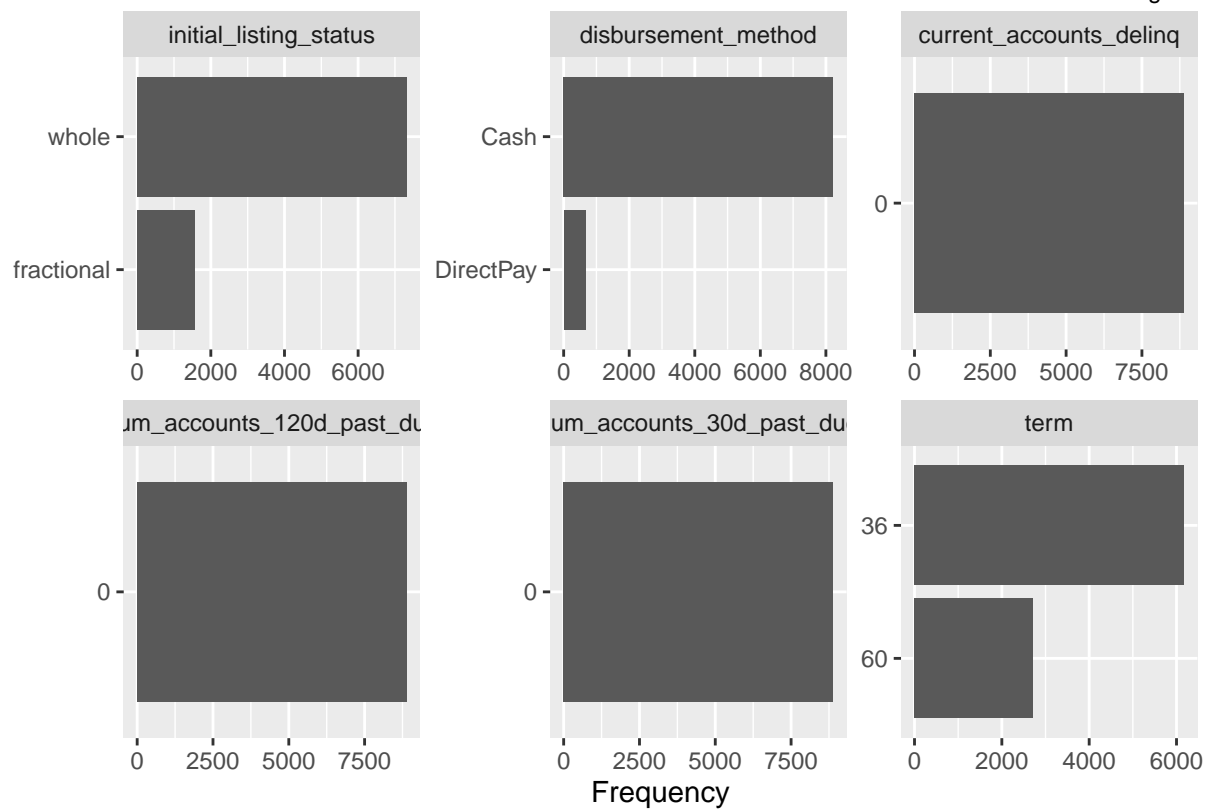 initial_listing_status disbursement_method current_accounts_delinq
whole Cash 0
fractional DirectPay
0 2000 4000 6000 0 2000 4000 6000 8000 0 2500 5000 7500
um_accounts_120d_past_du um_accounts_30d_past_du term
0 0 36
60
0 2500 5000 7500 0 2500 5000 7500 0 2000 4000 6000
Frequency